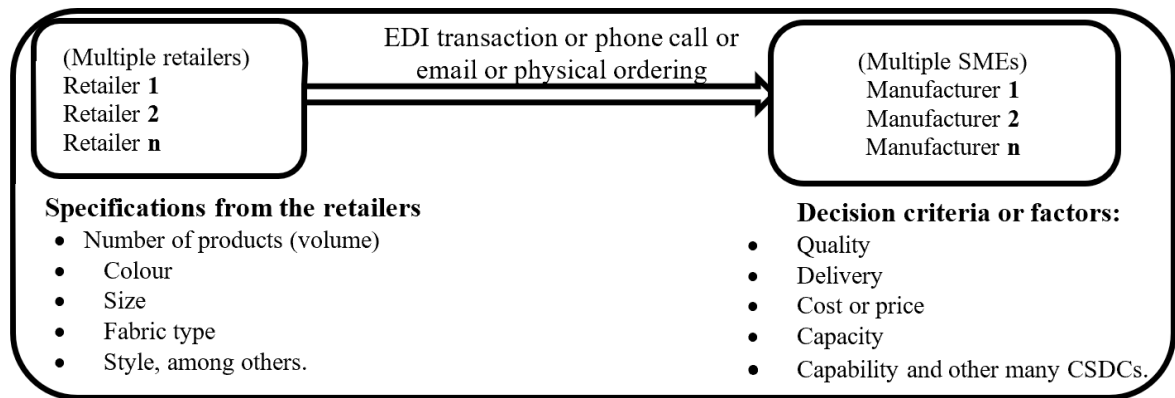 (Multiple retailers)
Retailer 1
Retailer 2
Retailer n
EDI transaction or phone call or
email or physical ordering
(Multiple SMEs)
Manufacturer 1
Manufacturer 2
Manufacturer n
Specifications from the retailers
• Number of products (volume)
• Colour
• Size
• Fabric type
• Style, among others.
Decision criteria or factors:
• Quality
• Delivery
• Cost or price
• Capacity
• Capability and other many CSDCs.